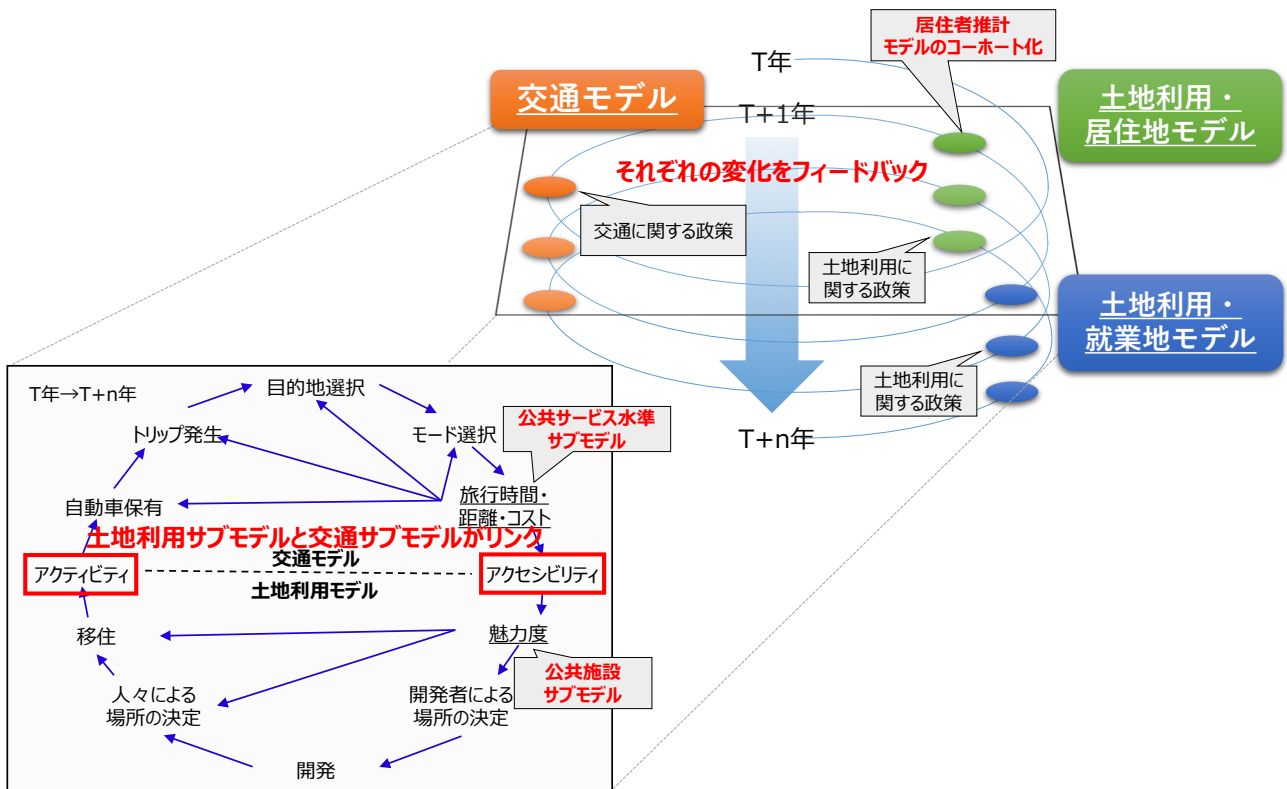 居住者推計
モデルのコーホート化
T年
交通モデル
T+1年
土地利用・
居住地モデル
それぞれの変化をフィードバック
交通に関する政策
土地利用に
関する政策
土地利用・
就業地モデル
土地利用に
関する政策
T+n年
T年→T+n年
目的地選択
トリップ発生
モード選択
公共サービス水準
サブモデル
自動車保有
旅行時間・
距離・コスト
土地利用サブモデルと交通サブモデルがリンク
交通モデル
アクティビティ
アクセシビリティ
土地利用モデル
移住
魅力度
公共施設
サブモデル
人々による
場所の決定
開発者による
場所の決定
開発